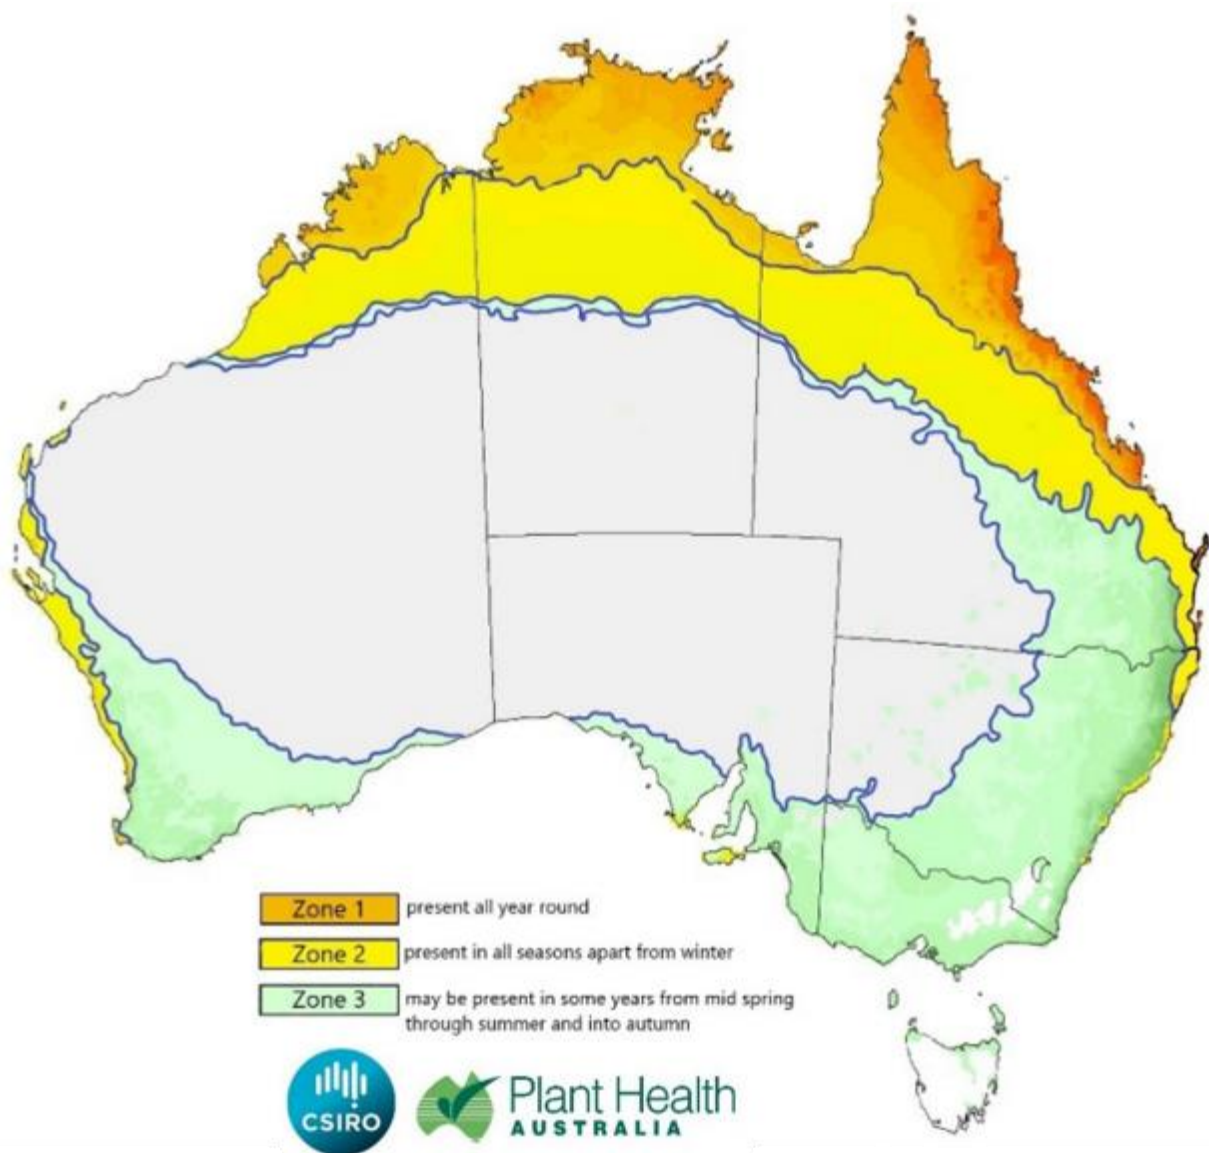 Zone 1 present all year round
Zone 2 present in all seasons apart from winter
Zone 3 may be present in some years from mid spring
through summer and into autumn
CSIRO
Plant Health
AUSTRALIA